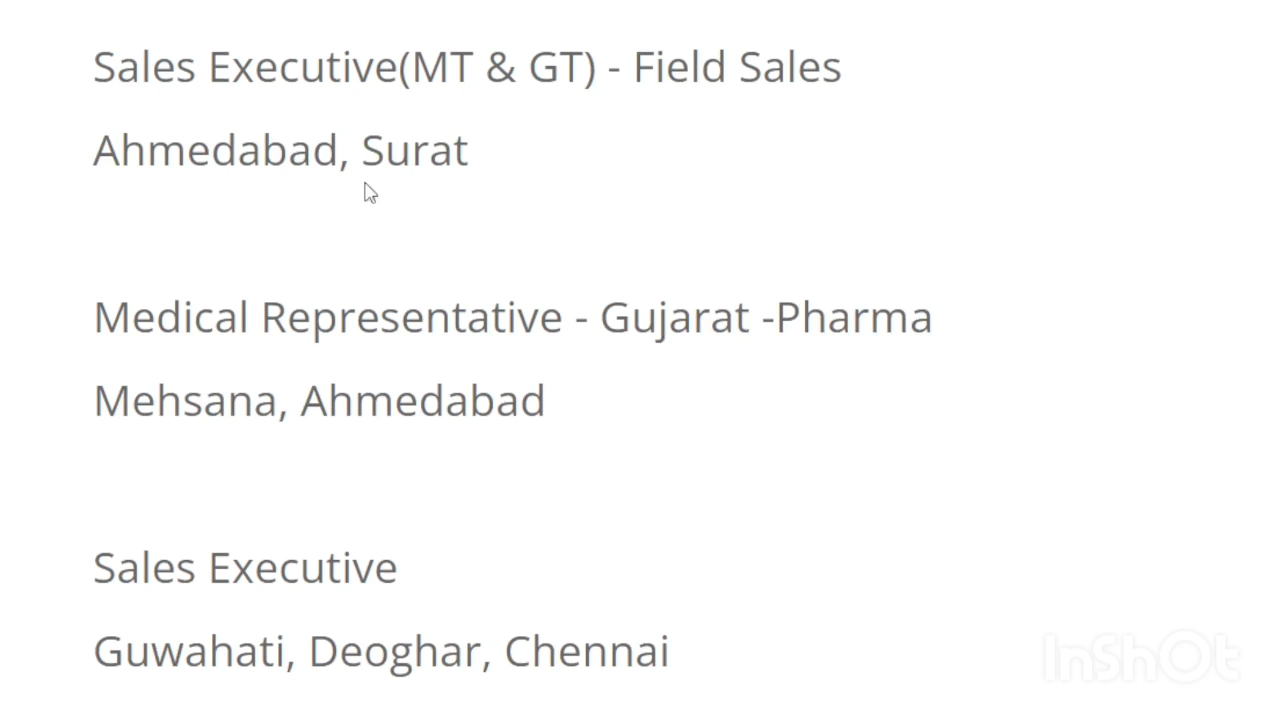 Sales Executive(MT & GT) - Field Sales
Ahmedabad, Surat
Medical Representative - Gujarat -Pharma
Mehsana, Ahmedabad
Sales Executive
Guwahati, Deoghar, Chennai
InShOt